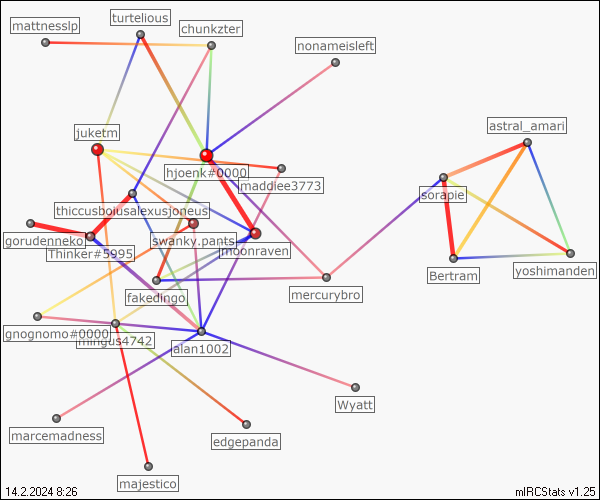 turtelious
mattnesslp
chunkzter
nonameisleft
astral_amari
juketm
hjoenk#0000
maddiee3773
sorapie
thiccusboiusalexusjoneus
gorudenneko
swanky.pants
Thinker#5995
moonraven
yoshimanden
Bertram
fakedingo
mercurybro
gnognomo#0000
mingus4742
alan1002
Wyatt
marcemadness
edgepanda
majestico
14.2.2024 8:26
mIRCStats v1.25